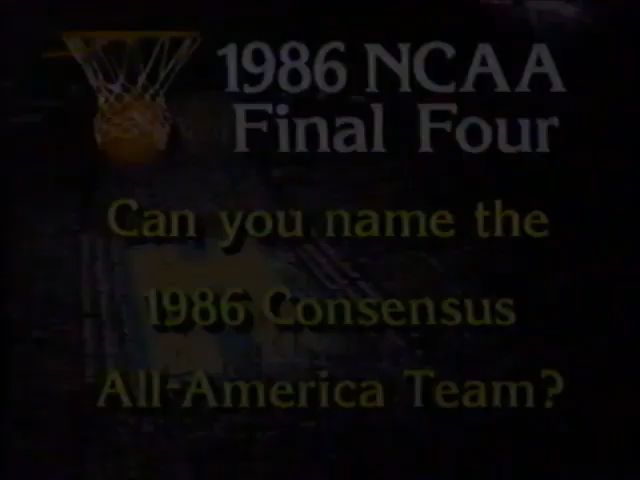 1986 NCAA
Final Four
Can you name the
1986 Consensus
All-America Team?